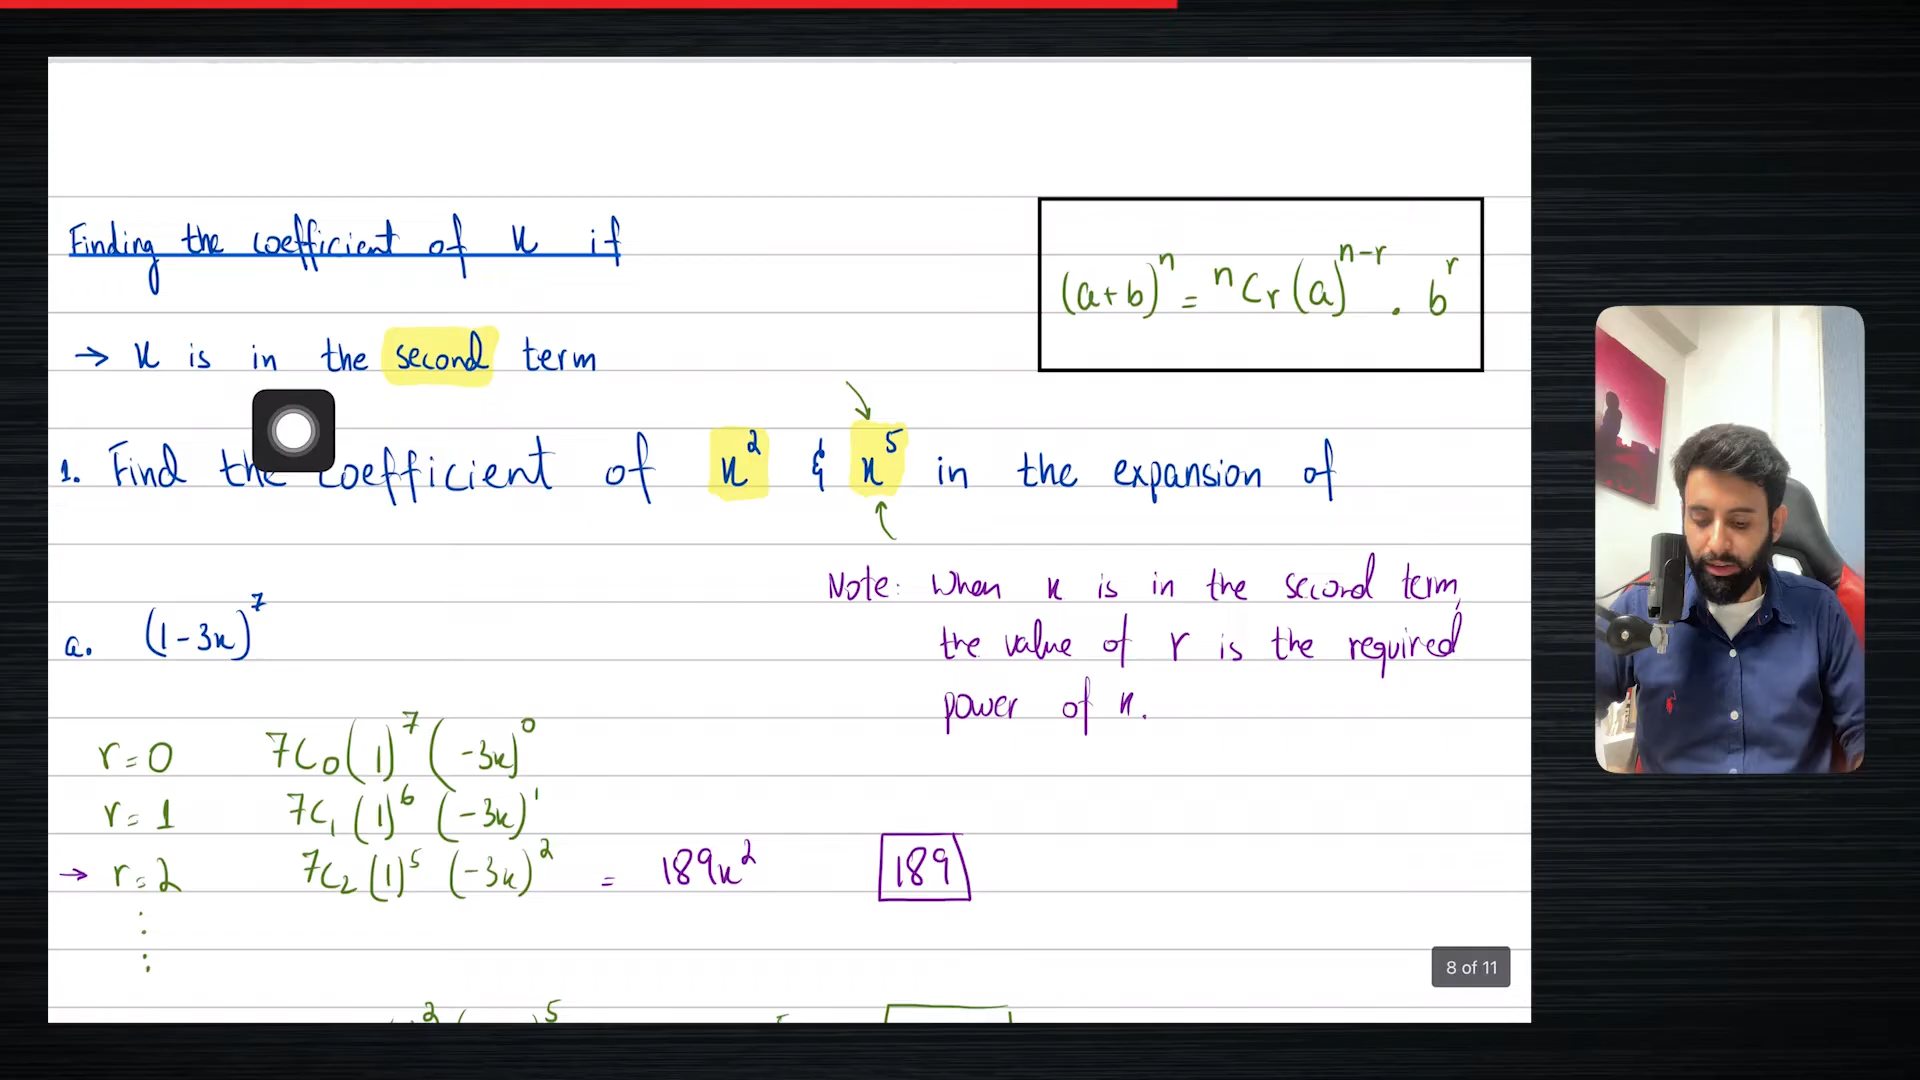 Finding the coefficient of x if
(a+b)^n = nCr (a)^n-r . b^r
→ x is in the second term
1. Find the coefficient of x^2 & x^5 in the expansion of
a. (1-3x)^7
Note: When x is in the second term,
the value of r is the required
power of x.
r=0 7C0 (1)^7 (-3x)^0
r=1 7C1 (1)^6 (-3x)^1
→ r=2 7C2 (1)^5 (-3x)^2 = 189x^2 189
8 of 11